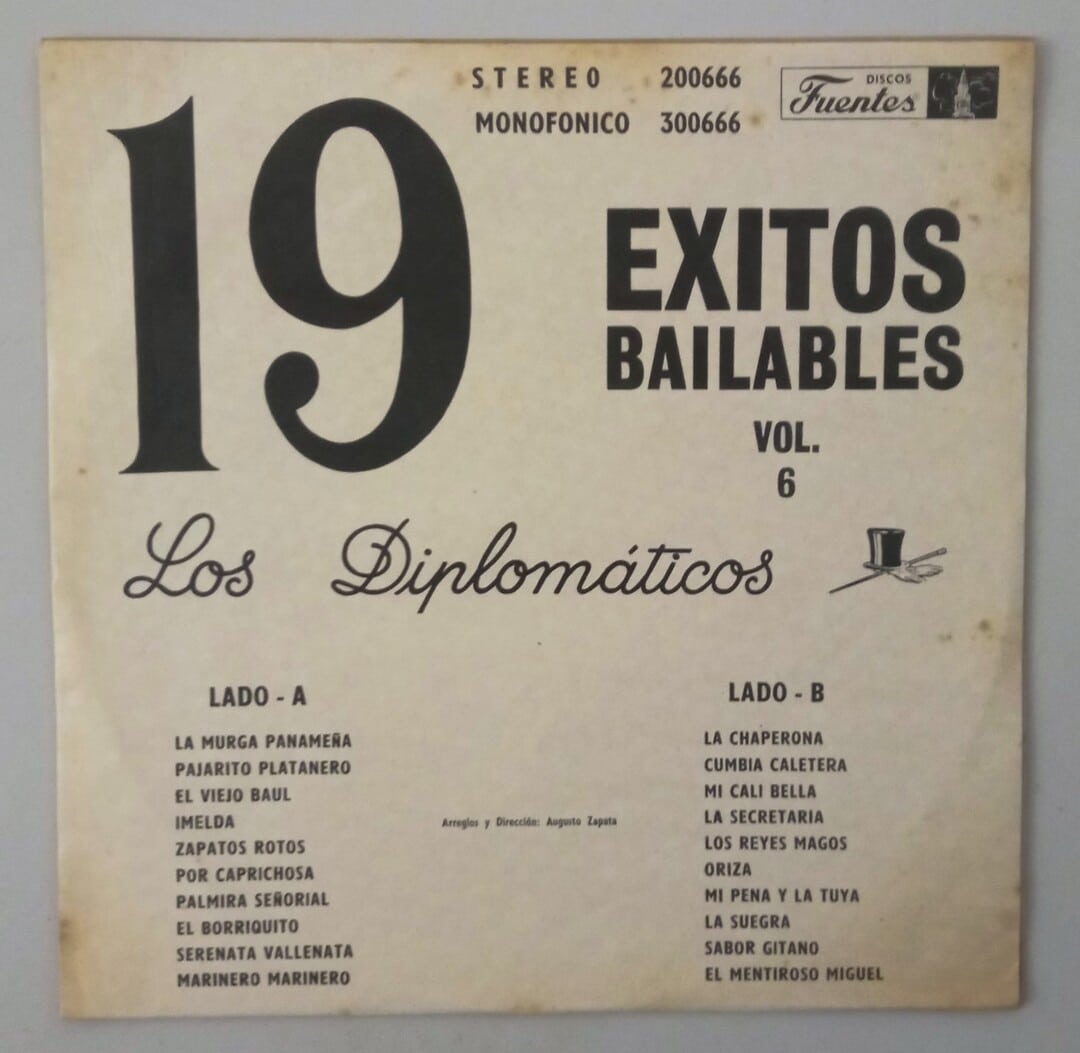 STEREO 200666
MONOFONICO 300666
DISCOS
Fuentes
19
EXITOS
BAILABLES
VOL.
6
Los Diplomáticos
LADO - A
LA MURGA PANAMEÑA
PAJARITO PLATANERO
EL VIEJO BAUL
IMELDA
ZAPATOS ROTOS
POR CAPRICHOSA
PALMIRA SEÑORIAL
EL BORRIQUITO
SERENATA VALLENATA
MARINERO MARINERO
Arreglos y Dirección: Augusto Zapata
LADO - B
LA CHAPERONA
CUMBIA CALETERA
MI CALI BELLA
LA SECRETARIA
LOS REYES MAGOS
ORIZA
MI PENA Y LA TUYA
LA SUEGRA
SABOR GITANO
EL MENTIROSO MIGUEL